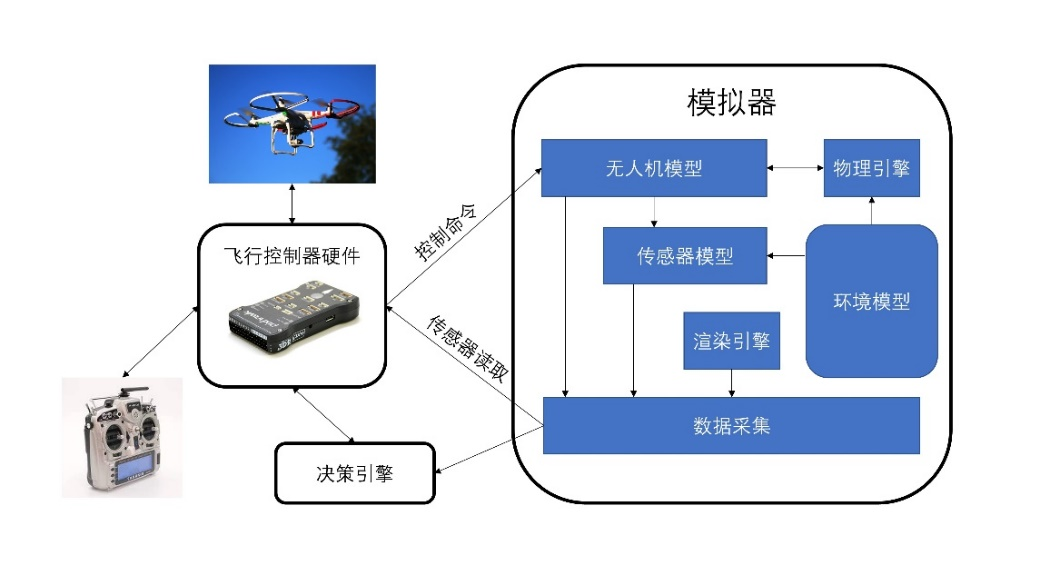 模拟器
无人机模型
物理引擎
控制命令
飞行控制器硬件
传感器模型
环境模型
传感器读取
渲染引擎
数据采集
决策引擎